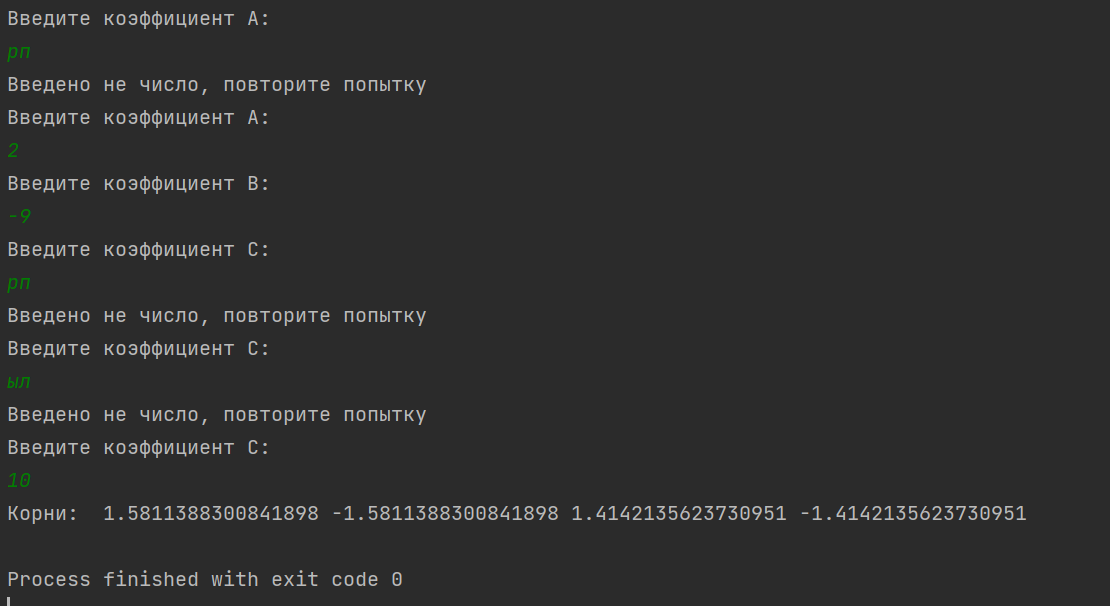 Введите коэффициент А:
рп
Введено не число, повторите попытку
Введите коэффициент А:
2
Введите коэффициент B:
-9
Введите коэффициент C:
рп
Введено не число, повторите попытку
Введите коэффициент C:
ыл
Введено не число, повторите попытку
Введите коэффициент C:
10
Корни:  1.5811388300841898 -1.5811388300841898 1.4142135623730951 -1.4142135623730951
Process finished with exit code 0